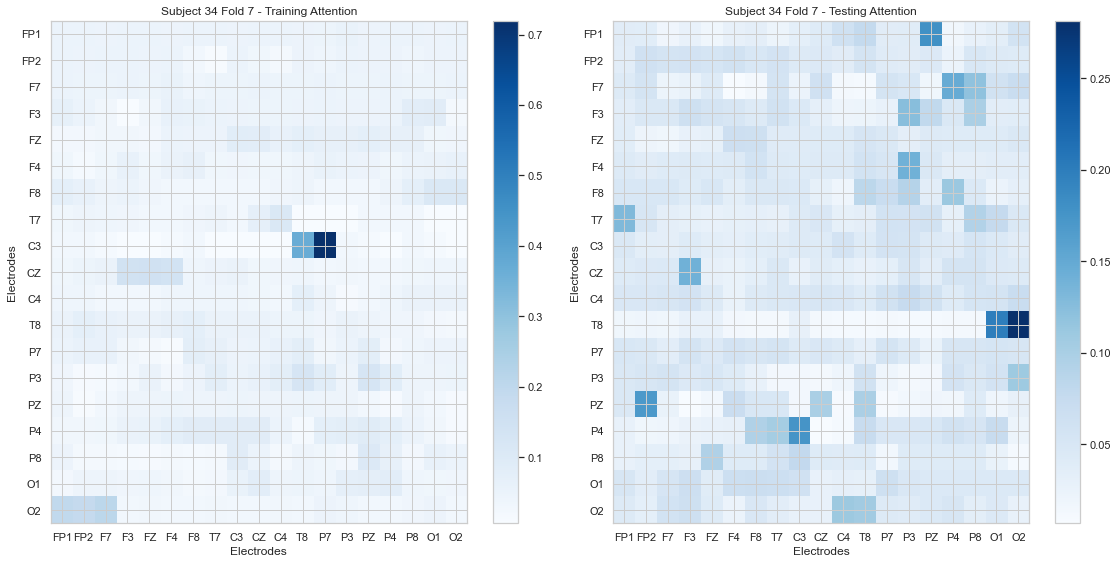 Subject 34 Fold 7 - Training Attention
FP1
FP2
F7
F3
FZ
F4
F8
T7
C3
CZ
C4
T8
P7
P3
PZ
P4
P8
O1
O2
Electrodes
FP1 FP2 F7 F3 FZ F4 F8 T7 C3 CZ C4 T8 P7 P3 PZ P4 P8 O1 O2
Electrodes
0.7
0.6
0.5
0.4
0.3
0.2
0.1
Subject 34 Fold 7 - Testing Attention
FP1
FP2
F7
F3
FZ
F4
F8
T7
C3
CZ
C4
T8
P7
P3
PZ
P4
P8
O1
O2
Electrodes
FP1 FP2 F7 F3 FZ F4 F8 T7 C3 CZ C4 T8 P7 P3 PZ P4 P8 O1 O2
Electrodes
0.25
0.20
0.15
0.10
0.05